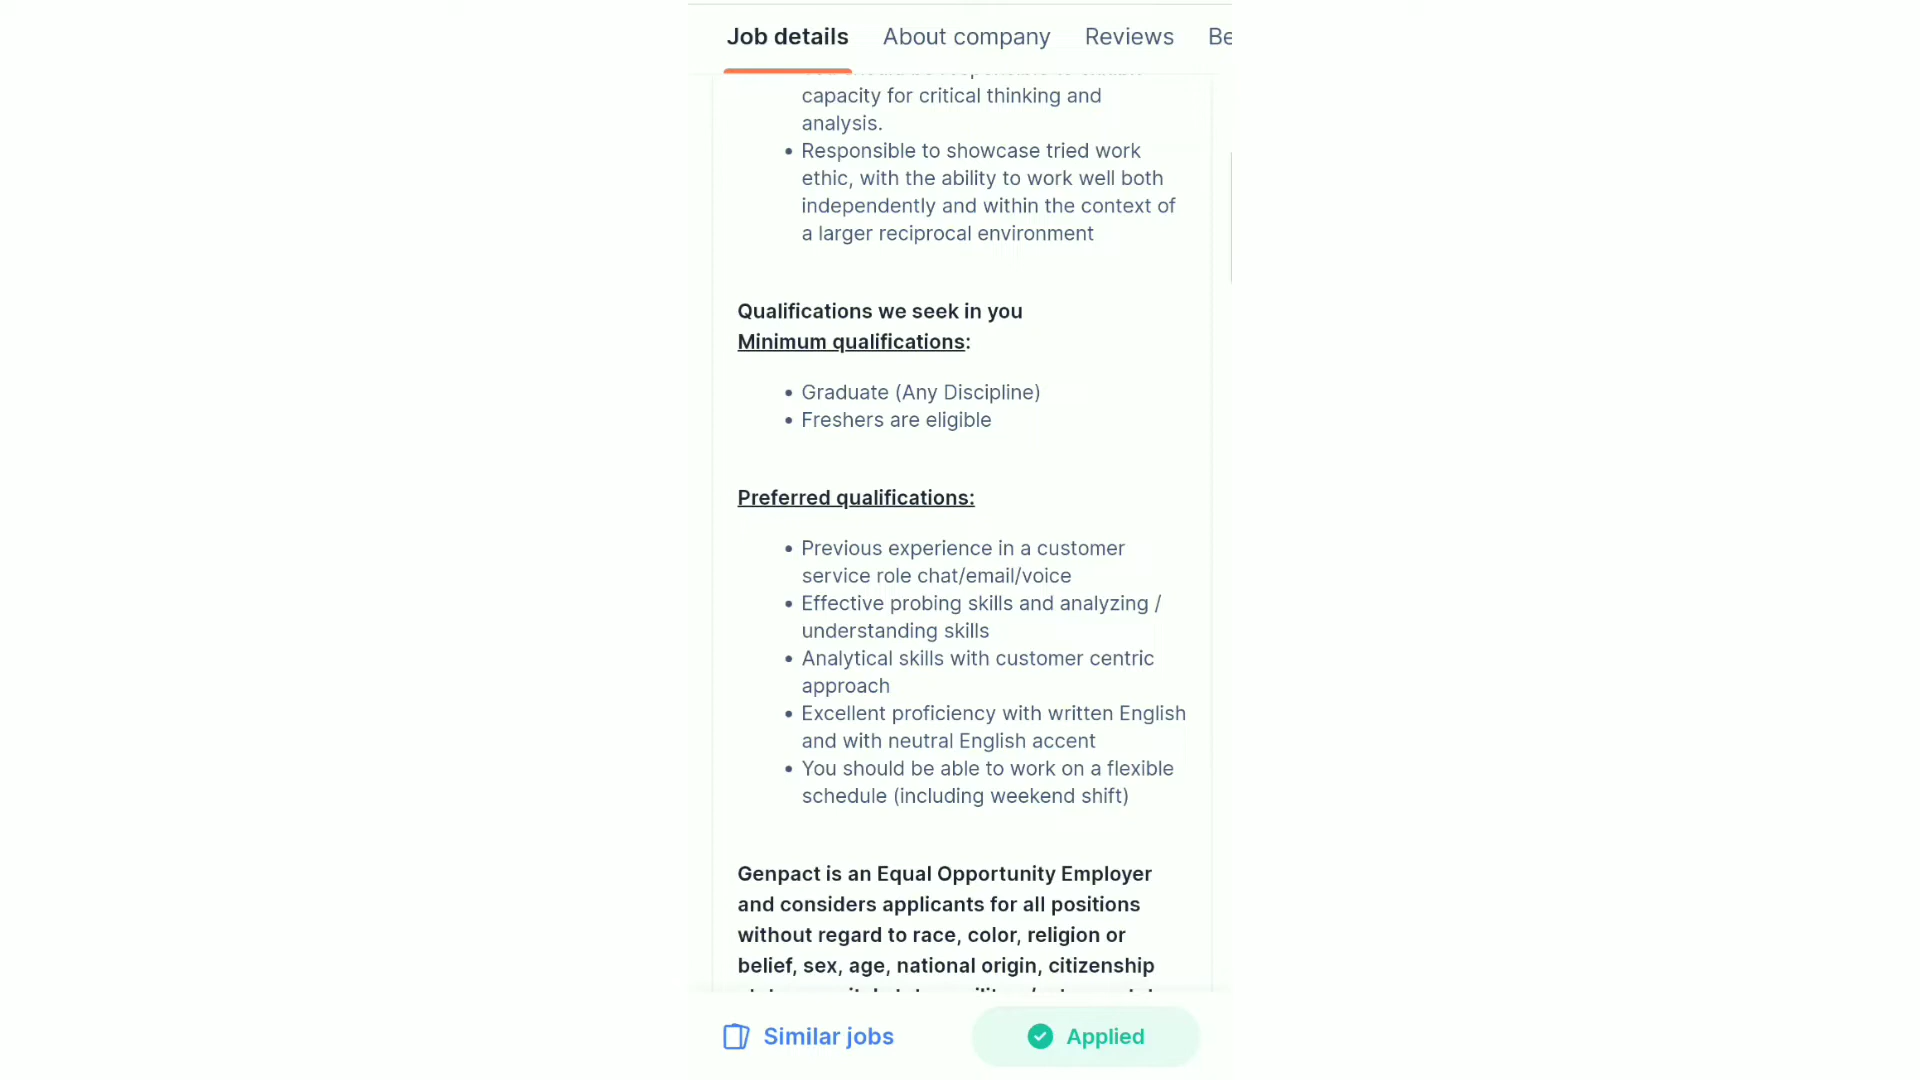 Job details About company Reviews Be
capacity for critical thinking and
analysis.
• Responsible to showcase tried work
ethic, with the ability to work well both
independently and within the context of
a larger reciprocal environment
Qualifications we seek in you
Minimum qualifications:
• Graduate (Any Discipline)
• Freshers are eligible
Preferred qualifications:
• Previous experience in a customer
service role chat/email/voice
• Effective probing skills and analyzing /
understanding skills
• Analytical skills with customer centric
approach
• Excellent proficiency with written English
and with neutral English accent
• You should be able to work on a flexible
schedule (including weekend shift)
Genpact is an Equal Opportunity Employer
and considers applicants for all positions
without regard to race, color, religion or
belief, sex, age, national origin, citizenship
Similar jobs Applied